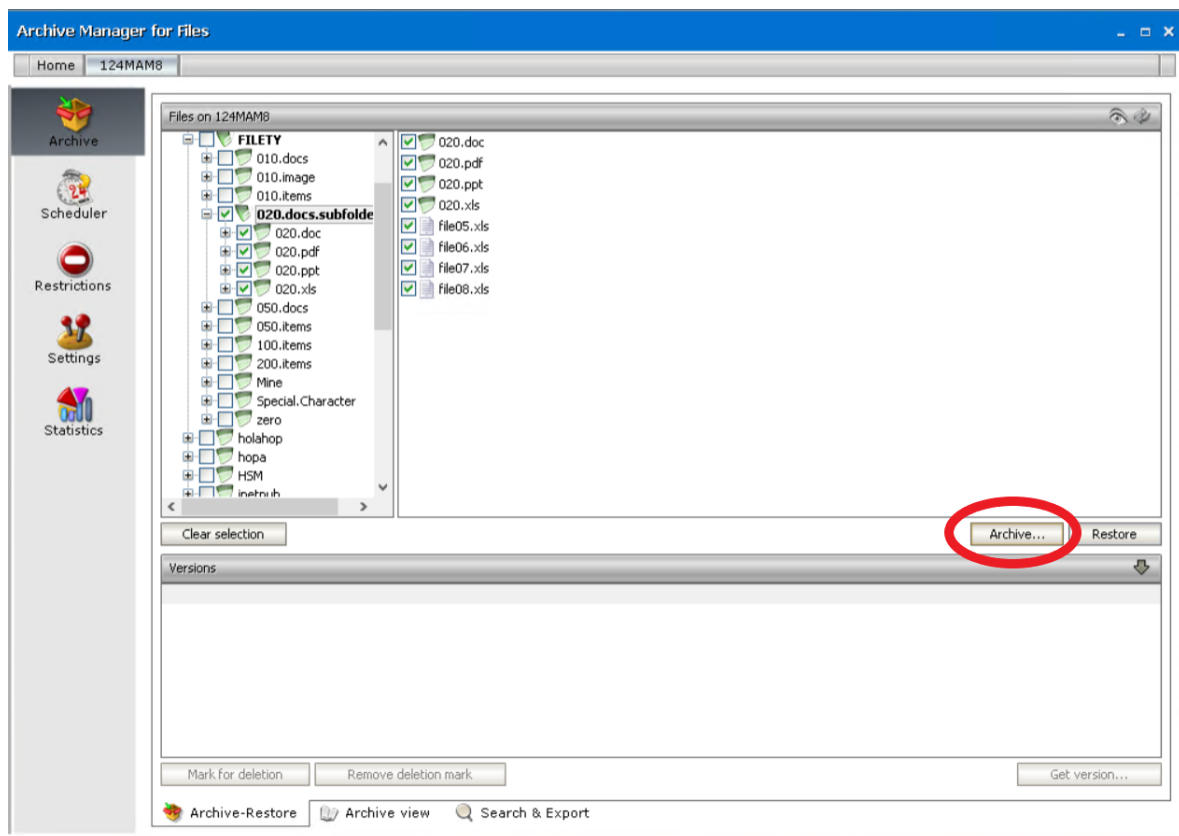 Archive Manager for Files
Home 124MAM8
Archive
Scheduler
Restrictions
Settings
Statistics
Files on 124MAM8
FILETY
010.docs
010.image
010.items
020.docs.subfolde
020.doc
020.pdf
020.ppt
020.xls
050.docs
050.items
100.items
200.items
Mine
Special.Character
zero
holahop
hopa
HSM
inetpub
020.doc
020.pdf
020.ppt
020.xls
file05.xls
file06.xls
file07.xls
file08.xls
Clear selection Archive... Restore
Versions
Mark for deletion Remove deletion mark Get version...
Archive-Restore Archive view Search & Export